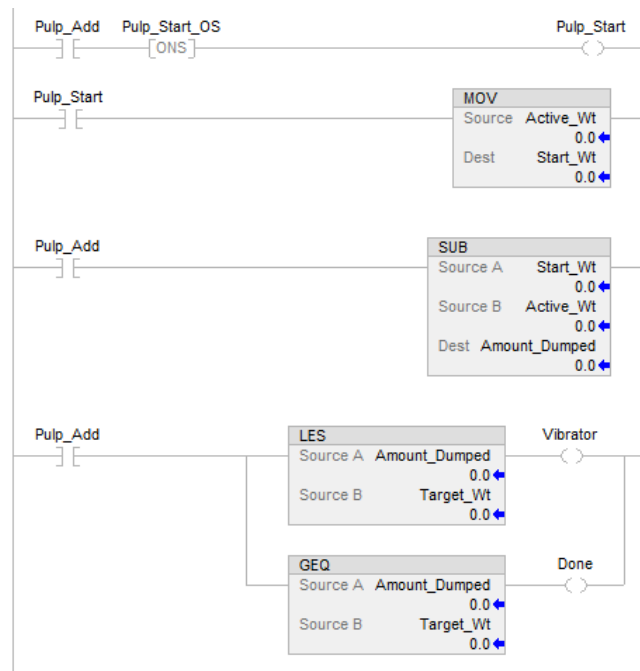 Pulp_Add Pulp_Start_OS Pulp_Start
ONS
Pulp_Start
MOV
Source Active_Wt
0.0
Dest Start_Wt
0.0
Pulp_Add
SUB
Source A Start_Wt
0.0
Source B Active_Wt
0.0
Dest Amount_Dumped
0.0
Pulp_Add
LES
Source A Amount_Dumped
0.0
Source B Target_Wt
0.0
Vibrator
GEQ
Source A Amount_Dumped
0.0
Source B Target_Wt
0.0
Done